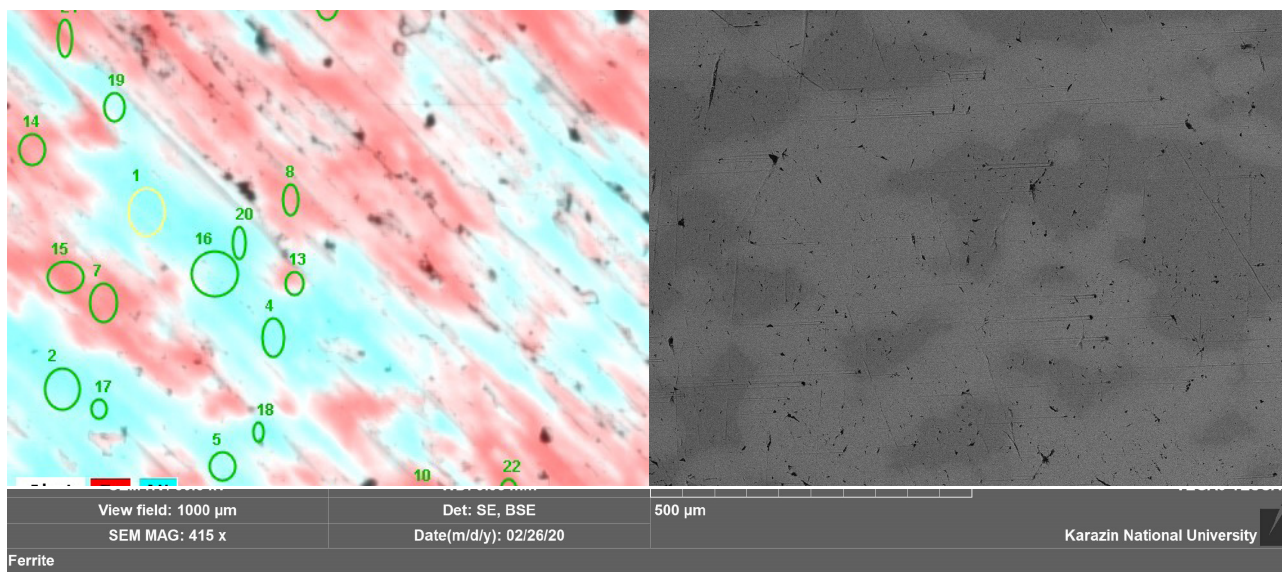 19
14
1
8
20
16
15
7
13
4
2
17
18
5
10
22
View field: 1000 µm
Det: SE, BSE
500 µm
SEM MAG: 415 x
Date(m/d/y): 02/26/20
Karazin National University
Ferrite